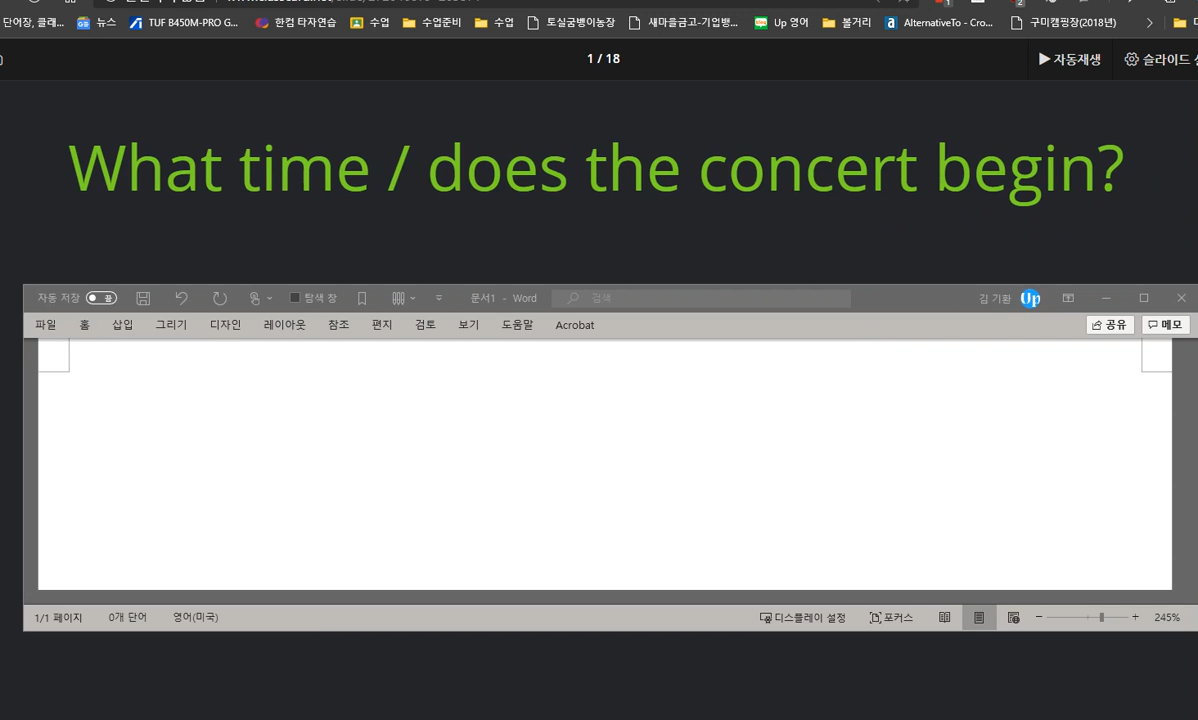 단어장, 클래... 뉴스 TUF B450M-PRO G... 한컴 타자연습 수업 수업준비 수업 토실굼벵이농장 새마을금고-기업뱅... Up 영어 볼거리 AlternativeTo - Cro... 구미캠핑장(2018년)
1 / 18 ▶자동재생 슬라이드
What time / does the concert begin?
자동 저장 끔 탐색 창 문서1 - Word 검색 김 기환 Up
파일 홈 삽입 그리기 디자인 레이아웃 참조 편지 검토 보기 도움말 Acrobat 공유 메모
1/1 페이지 0개 단어 영어(미국) 디스플레이 설정 포커스 − + 245%